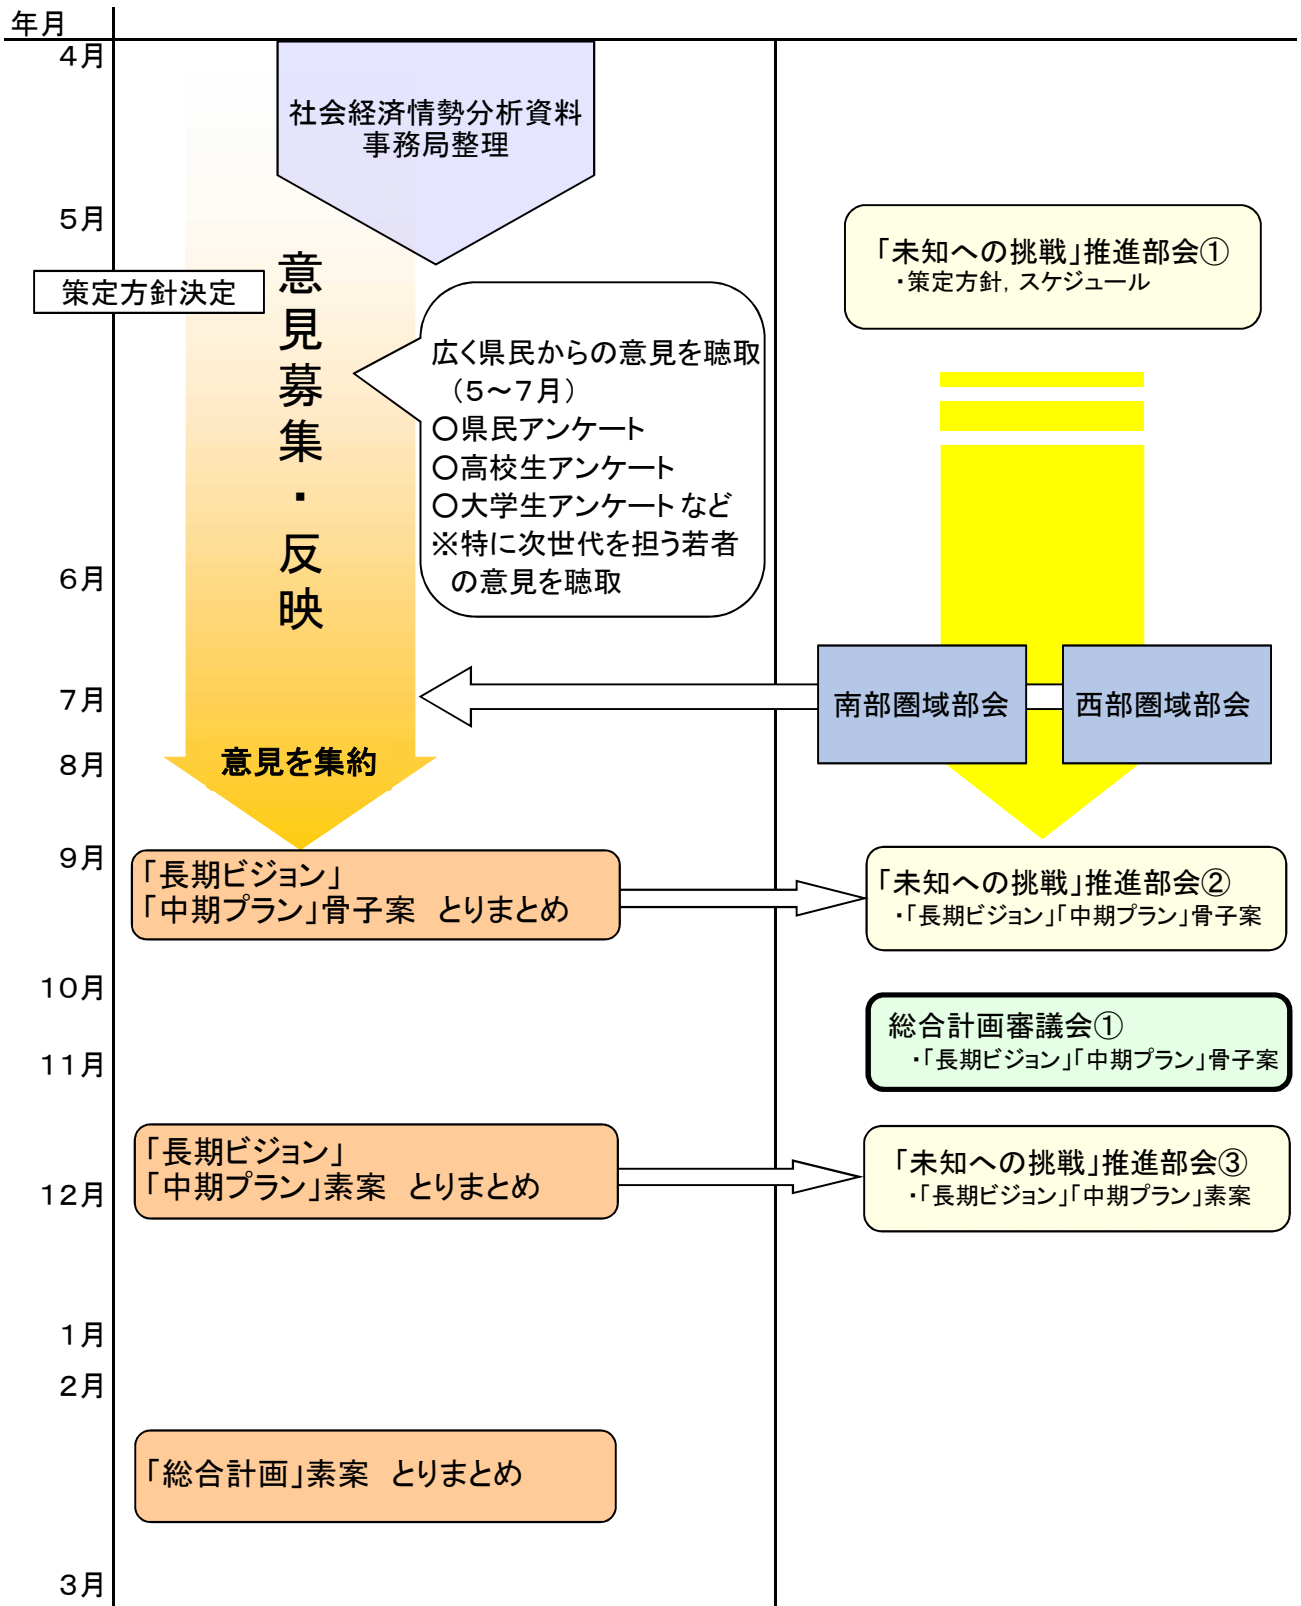 年月
4月
社会経済情勢分析資料
事務局整理
5月
「未知への挑戦」推進部会①
・策定方針，スケジュール
策定方針決定
意見募集・反映
広く県民からの意見を聴取
（５～７月）
○県民アンケート
○高校生アンケート
○大学生アンケートなど
※特に次世代を担う若者
の意見を聴取
6月
7月
南部圏域部会
西部圏域部会
8月
意見を集約
9月
「長期ビジョン」
「中期プラン」骨子案　とりまとめ
「未知への挑戦」推進部会②
・「長期ビジョン」「中期プラン」骨子案
10月
総合計画審議会①
・「長期ビジョン」「中期プラン」骨子案
11月
「長期ビジョン」
「中期プラン」素案　とりまとめ
「未知への挑戦」推進部会③
・「長期ビジョン」「中期プラン」素案
12月
1月
2月
「総合計画」素案　とりまとめ
3月